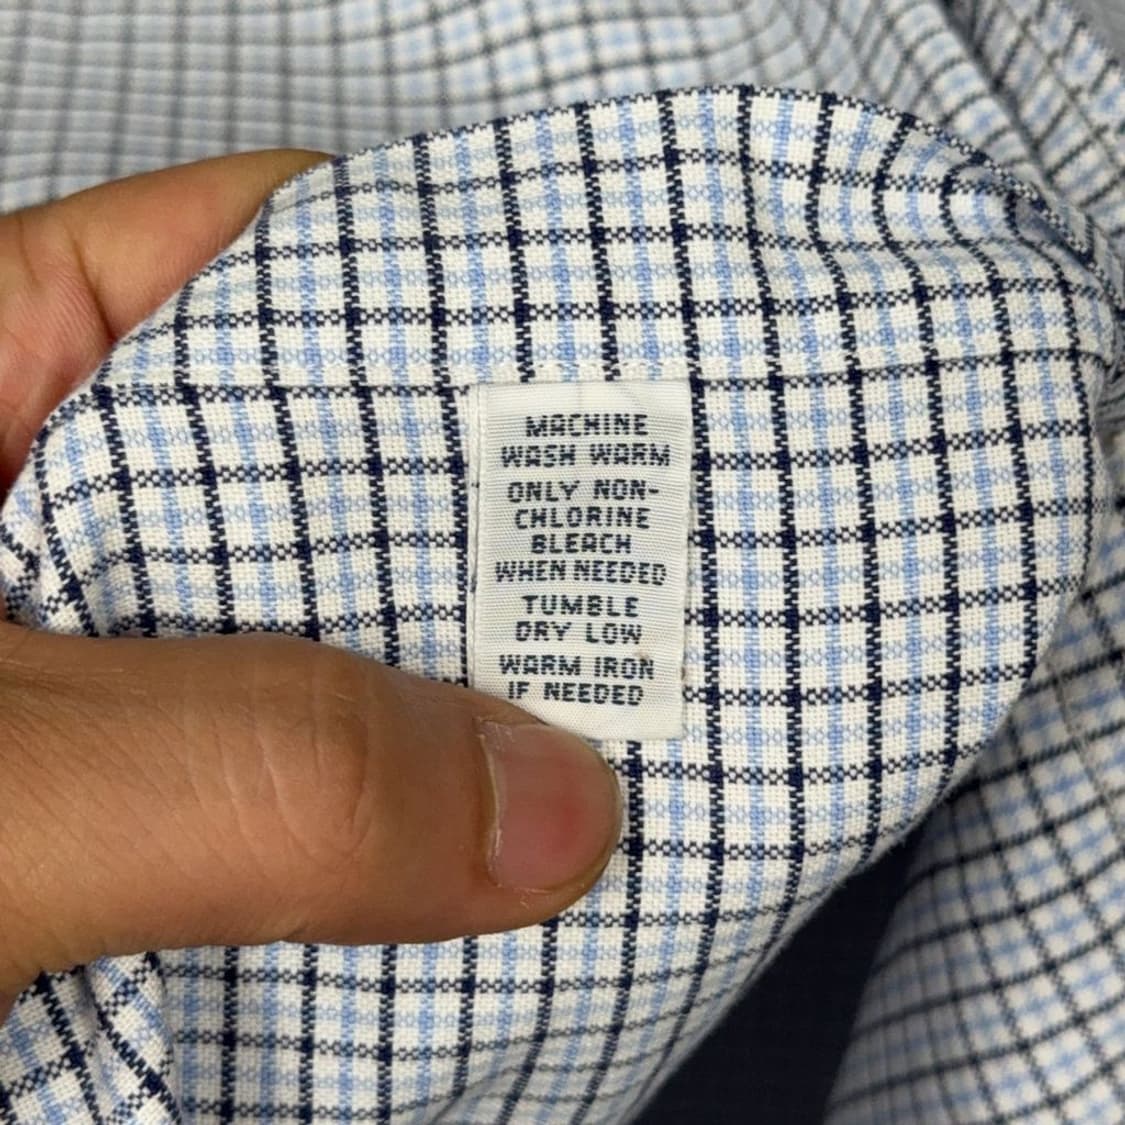 MACHINE
WASH WARM
ONLY NON-
CHLORINE
BLEACH
WHEN NEEDED
TUMBLE
DRY LOW
WARM IRON
IF NEEDED